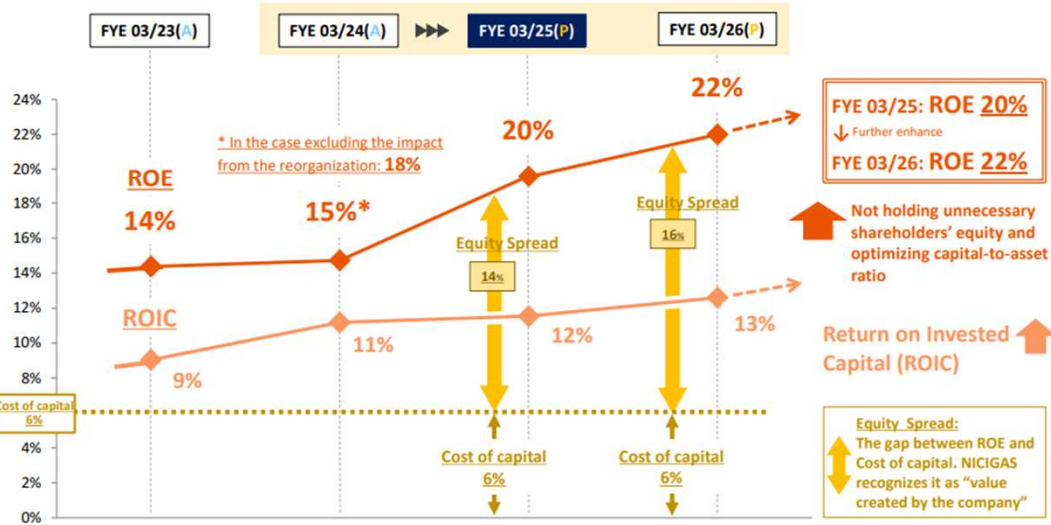 FYE 03/23(A)
FYE 03/24(A)
FYE 03/25(P)
FYE 03/26(P)
24%
22%
20%
18%
16%
14%
12%
10%
8%
4%
2%
0%
Cost of capital
6%
ROE
14%
* In the case excluding the impact
from the reorganization: 18%
15%*
20%
22%
Equity Spread
14%
Equity Spread
16%
ROIC
9%
11%
12%
13%
Cost of capital
6%
Cost of capital
6%
FYE 03/25: ROE 20%
Further enhance
FYE 03/26: ROE 22%
Not holding unnecessary
shareholders' equity and
optimizing capital-to-asset
ratio
Return on Invested
Capital (ROIC)
Equity Spread:
The gap between ROE and
Cost of capital. NICIGAS
recognizes it as "value
created by the company"